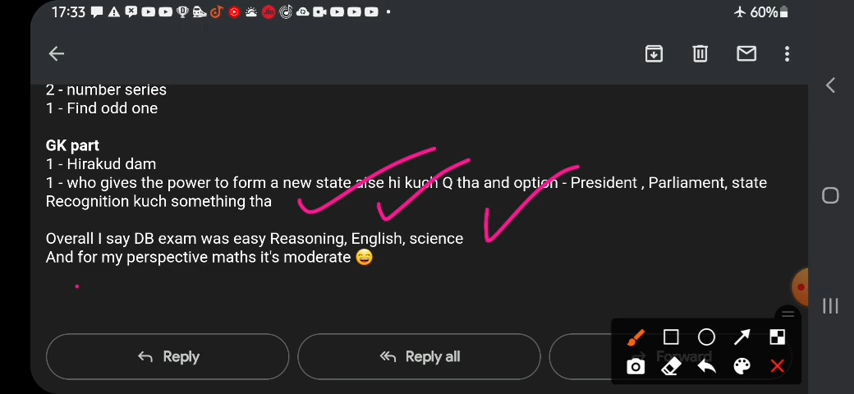 17:33
60%
2 - number series
1 - Find odd one
GK part
1 - Hirakud dam
1 - who gives the power to form a new state aise hi kuch Q tha and option - President , Parliament, state
Recognition kuch something tha
Overall I say DB exam was easy Reasoning, English, science
And for my perspective maths it's moderate 😄
Reply
Reply all
Forward